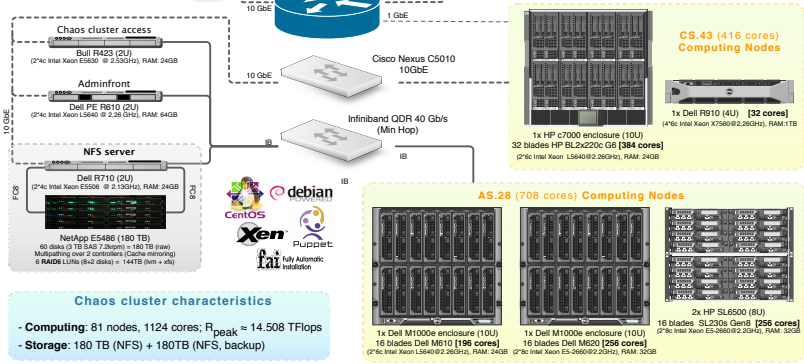 10 GbE
1 GbE
Chaos cluster access
Bull R423 (2U)
(2*4c Intel Xeon E5630 @ 2.53GHz), RAM: 24GB
Adminfront
Dell PE R610 (2U)
(2*4c Intel Xeon L5640 @ 2,26 GHz), RAM: 64GB
10 GbE
NFS server
Dell R710 (2U)
(2*4c Intel Xeon E5506 @ 2.13GHz), RAM: 24GB
FC8
FC8
NetApp E5486 (180 TB)
60 disks (3 TB SAS 7.2krpm) = 180 TB (raw)
Multipathing over 2 controllers (Cache mirroring)
6 RAID6 LUNs (8+2 disks) = 144TB (lvm + xfs)
10 GbE
Cisco Nexus C5010
10GbE
Infiniband QDR 40 Gb/s
(Min Hop)
IB
IB
IB
CentOS
debian
POWERED
Xen
Puppet
fai Fully Automatic
Installation
CS.43 (416 cores)
Computing Nodes
1x HP c7000 enclosure (10U)
32 blades HP BL2x220c G6 [384 cores]
(2*6c Intel Xeon L5640@2.26GHz), RAM: 24GB
1x Dell R910 (4U) [32 cores]
(4*6c Intel Xeon X7560@2,26GHz), RAM:1TB
AS.28 (708 cores) Computing Nodes
1x Dell M1000e enclosure (10U)
16 blades Dell M610 [196 cores]
(2*6c Intel Xeon L5640@2.26GHz), RAM: 24GB
1x Dell M1000e enclosure (10U)
16 blades Dell M620 [256 cores]
(2*8c Intel Xeon E5-2660@2.2GHz), RAM: 32GB
2x HP SL6500 (8U)
16 blades SL230s Gen8 [256 cores]
(2*8c Intel Xeon E5-2660@2.2GHz), RAM: 32GB
Chaos cluster characteristics
- Computing: 81 nodes, 1124 cores; Rpeak ≈ 14.508 TFlops
- Storage: 180 TB (NFS) + 180TB (NFS, backup)